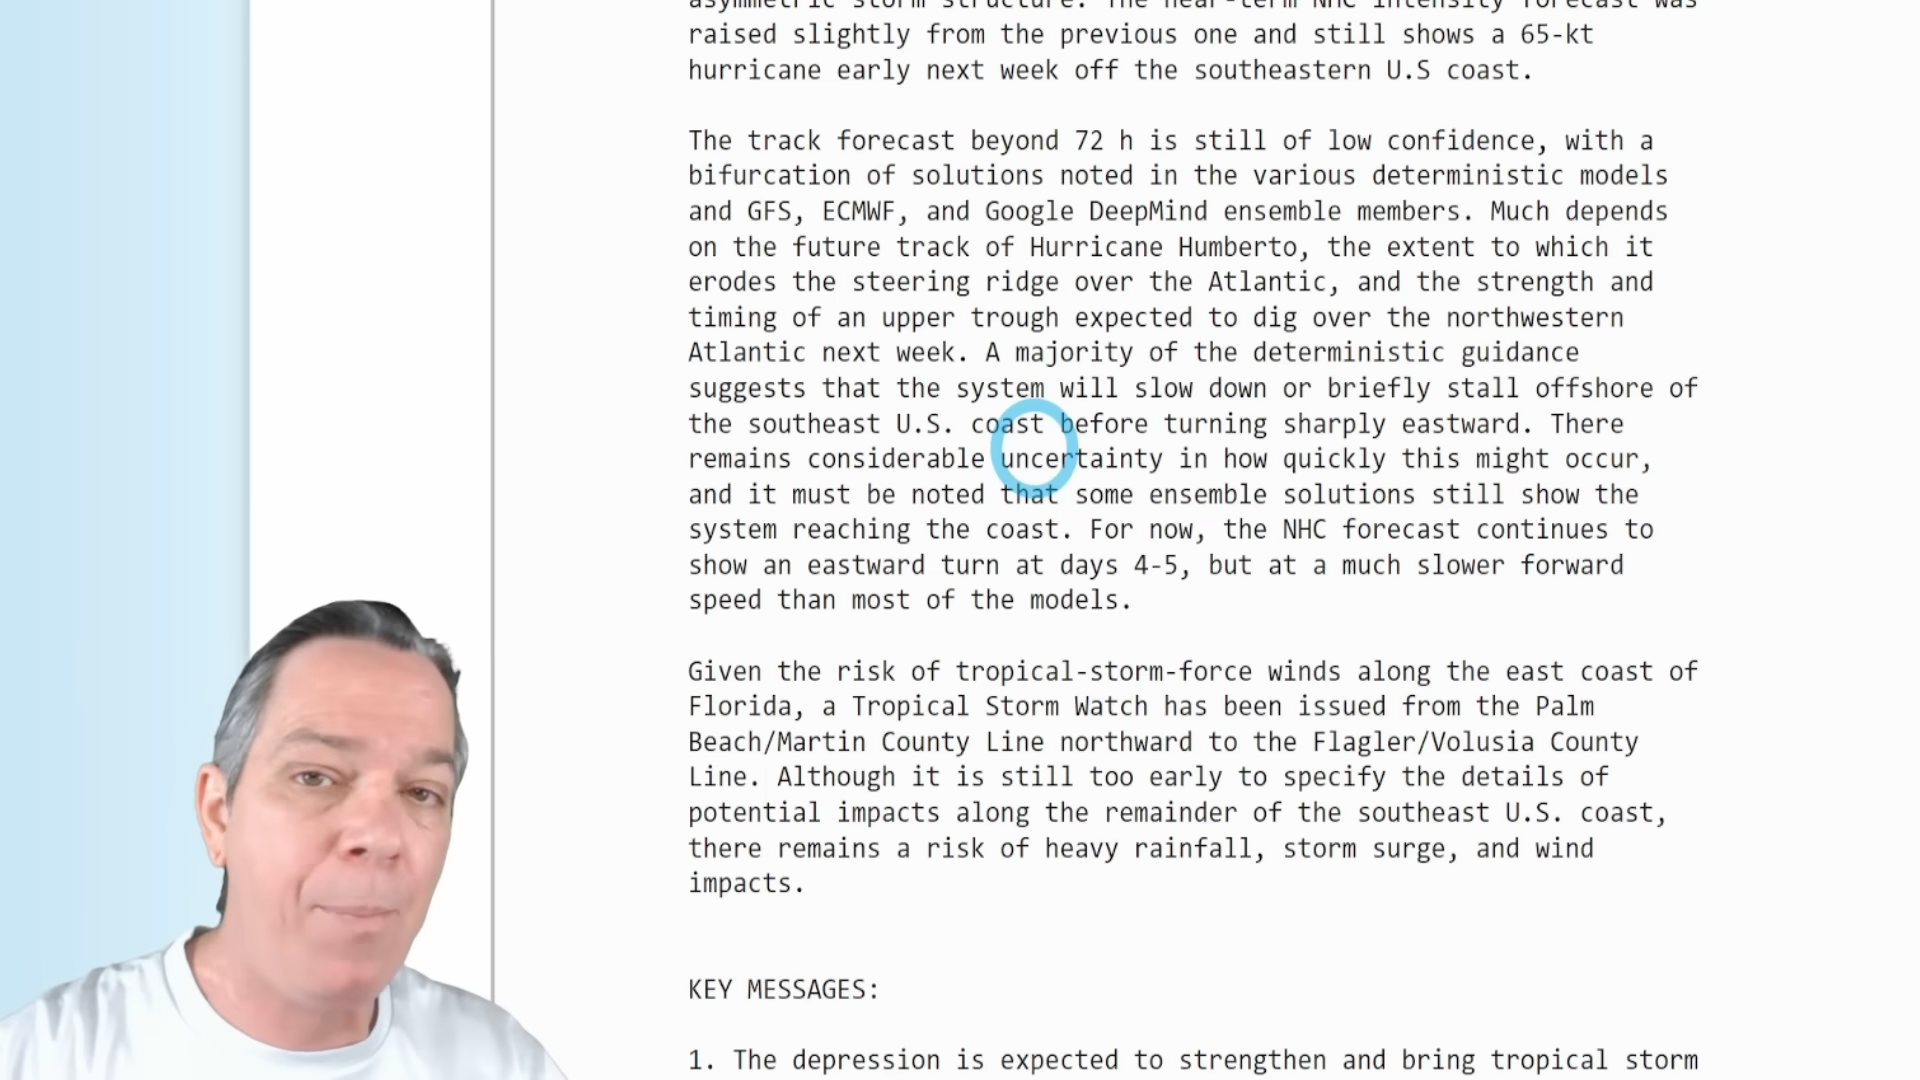 asymmetric storm structure. The near-term NHC intensity forecast was
raised slightly from the previous one and still shows a 65-kt
hurricane early next week off the southeastern U.S coast.
The track forecast beyond 72 h is still of low confidence, with a
bifurcation of solutions noted in the various deterministic models
and GFS, ECMWF, and Google DeepMind ensemble members. Much depends
on the future track of Hurricane Humberto, the extent to which it
erodes the steering ridge over the Atlantic, and the strength and
timing of an upper trough expected to dig over the northwestern
Atlantic next week. A majority of the deterministic guidance
suggests that the system will slow down or briefly stall offshore of
the southeast U.S. coast before turning sharply eastward. There
remains considerable uncertainty in how quickly this might occur,
and it must be noted that some ensemble solutions still show the
system reaching the coast. For now, the NHC forecast continues to
show an eastward turn at days 4-5, but at a much slower forward
speed than most of the models.
Given the risk of tropical-storm-force winds along the east coast of
Florida, a Tropical Storm Watch has been issued from the Palm
Beach/Martin County Line northward to the Flagler/Volusia County
Line. Although it is still too early to specify the details of
potential impacts along the remainder of the southeast U.S. coast,
there remains a risk of heavy rainfall, storm surge, and wind
impacts.
KEY MESSAGES:
1. The depression is expected to strengthen and bring tropical storm